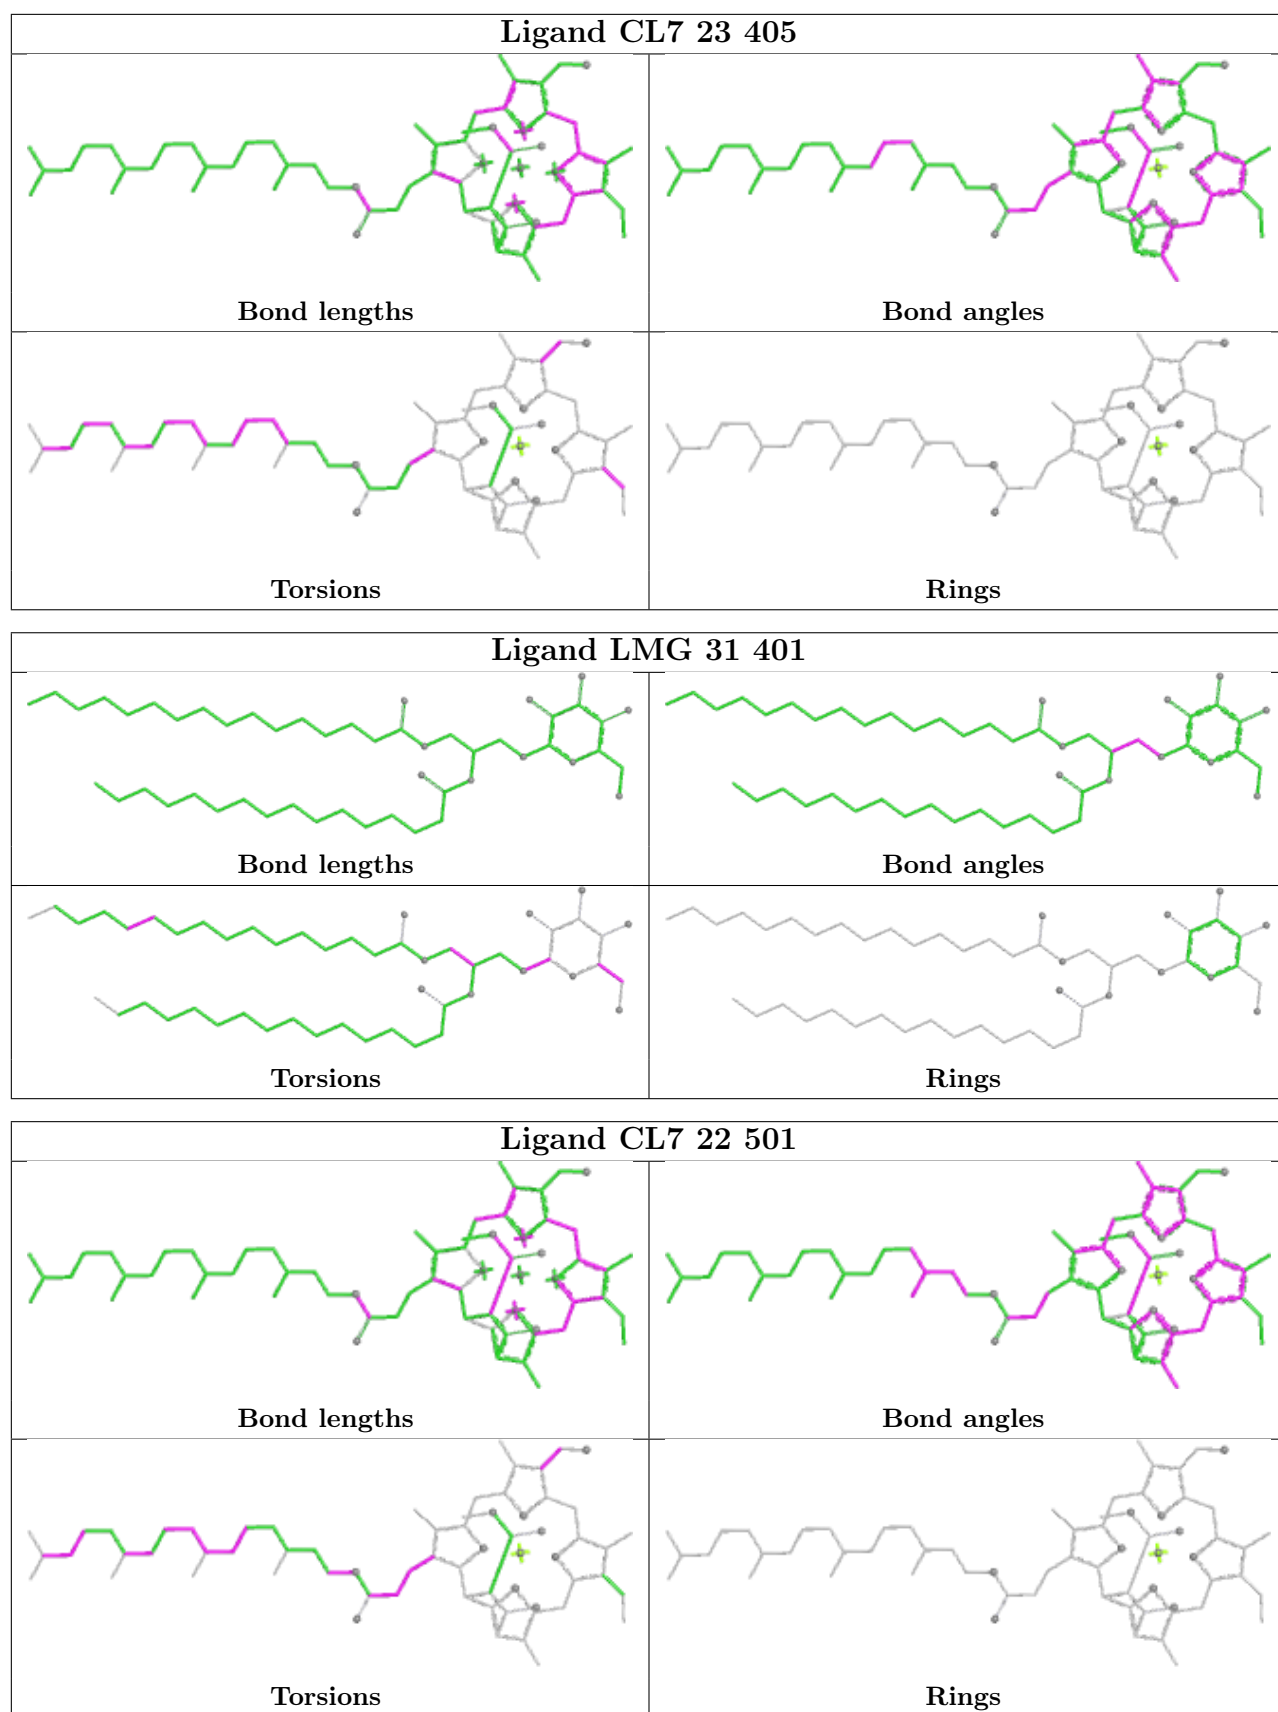 Ligand CL7 23 405
Bond lengths
Bond angles
Torsions
Rings
Ligand LMG 31 401
Bond lengths
Bond angles
Torsions
Rings
Ligand CL7 22 501
Bond lengths
Bond angles
Torsions
Rings